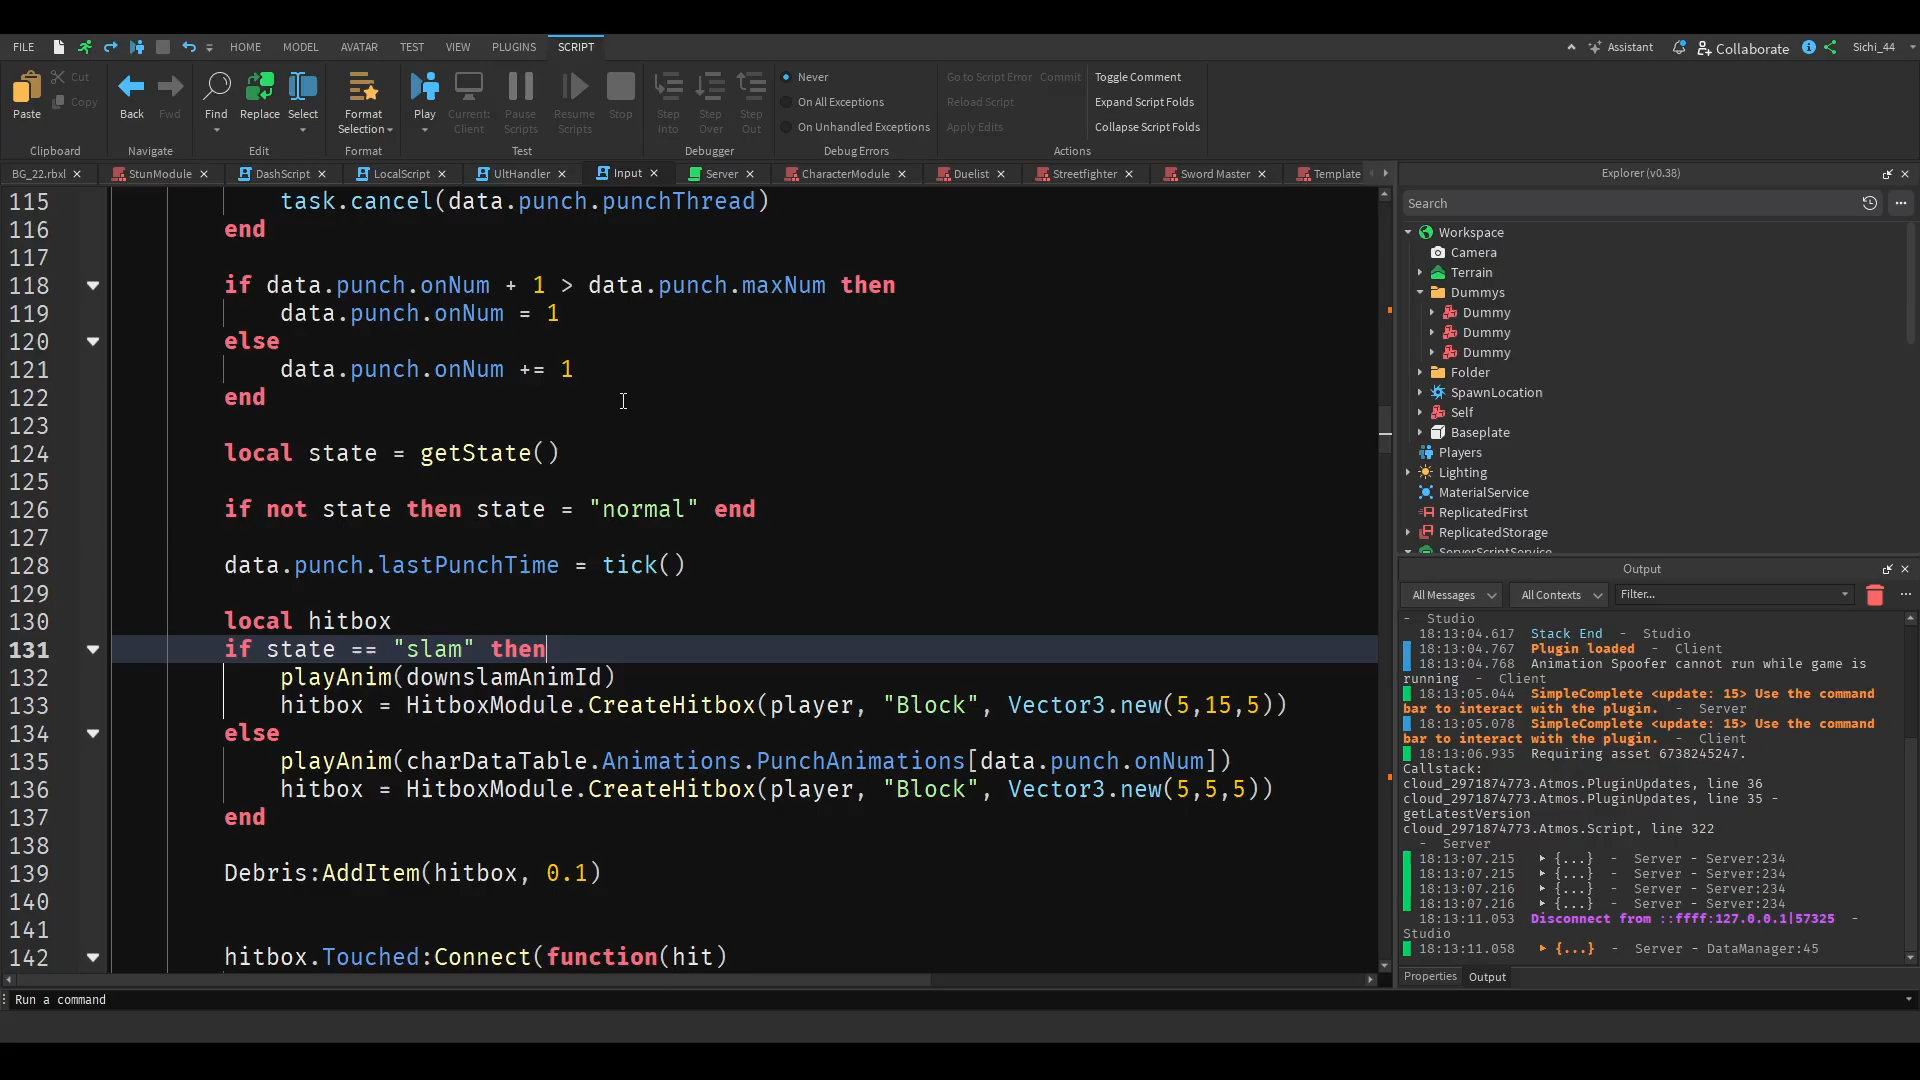 FILE HOME MODEL AVATAR TEST VIEW PLUGINS SCRIPT Assistant Collaborate Sichi_44
Paste Cut Copy Back Fwd Find Replace Select Format Selection Play Current: Client Pause Scripts Resume Scripts Stop Step Into Step Over Step Out
Never
On All Exceptions
On Unhandled Exceptions
Go to Script Error Commit
Reload Script
Apply Edits
Toggle Comment
Expand Script Folds
Collapse Script Folds
Clipboard Navigate Edit Format Test Debugger Debug Errors Actions
BG_22.rbxl StunModule DashScript LocalScript UltHandler Input Server CharacterModule Duelist Streetfighter Sword Master Template
115 task.cancel(data.punch.punchThread)
116 end
117
118 if data.punch.onNum + 1 > data.punch.maxNum then
119 data.punch.onNum = 1
120 else
121 data.punch.onNum += 1
122 end
123
124 local state = getState()
125
126 if not state then state = "normal" end
127
128 data.punch.lastPunchTime = tick()
129
130 local hitbox
131 if state == "slam" then
132 playAnim(downslamAnimId)
133 hitbox = HitboxModule.CreateHitbox(player, "Block", Vector3.new(5,15,5))
134 else
135 playAnim(charDataTable.Animations.PunchAnimations[data.punch.onNum])
136 hitbox = HitboxModule.CreateHitbox(player, "Block", Vector3.new(5,5,5))
137 end
138
139 Debris:AddItem(hitbox, 0.1)
140
141
142 hitbox.Touched:Connect(function(hit)
Explorer (v0.38)
Search
Workspace
Camera
Terrain
Dummys
Dummy
Dummy
Dummy
Folder
SpawnLocation
Self
Baseplate
Players
Lighting
MaterialService
ReplicatedFirst
ReplicatedStorage
ServerScriptService
Output
All Messages All Contexts Filter...
- Studio
18:13:04.617 Stack End - Studio
18:13:04.767 Plugin loaded - Client
18:13:04.768 Animation Spoofer cannot run while game is
running - Client
18:13:05.044 SimpleComplete <update: 15> Use the command
bar to interact with the plugin. - Server
18:13:05.078 SimpleComplete <update: 15> Use the command
bar to interact with the plugin. - Client
18:13:06.935 Requiring asset 6738245247.
Callstack:
cloud_2971874773.Atmos.PluginUpdates, line 36
cloud_2971874773.Atmos.PluginUpdates, line 35 -
getLatestVersion
cloud_2971874773.Atmos.Script, line 322
- Server
18:13:07.215 {...} - Server - Server:234
18:13:07.215 {...} - Server - Server:234
18:13:07.216 {...} - Server - Server:234
18:13:07.216 {...} - Server - Server:234
18:13:11.053 Disconnect from ::ffff:127.0.0.1|57325 -
Studio
18:13:11.058 {...} - Server - DataManager:45
Properties Output
Run a command